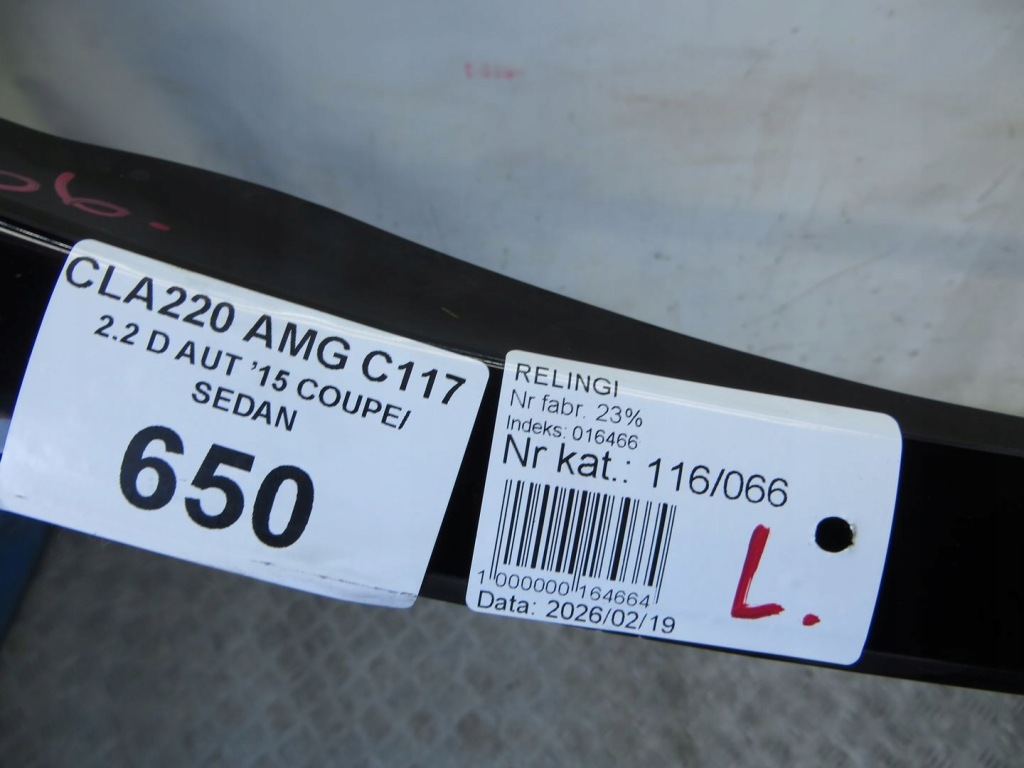 06.
CLA220 AMG C117
2.2 D AUT '15 COUPE/
SEDAN
650
RELINGI
Nr fabr. 23%
Indeks: 016466
Nr kat.: 116/066
1 000000 164664
Data: 2026/02/19
L.